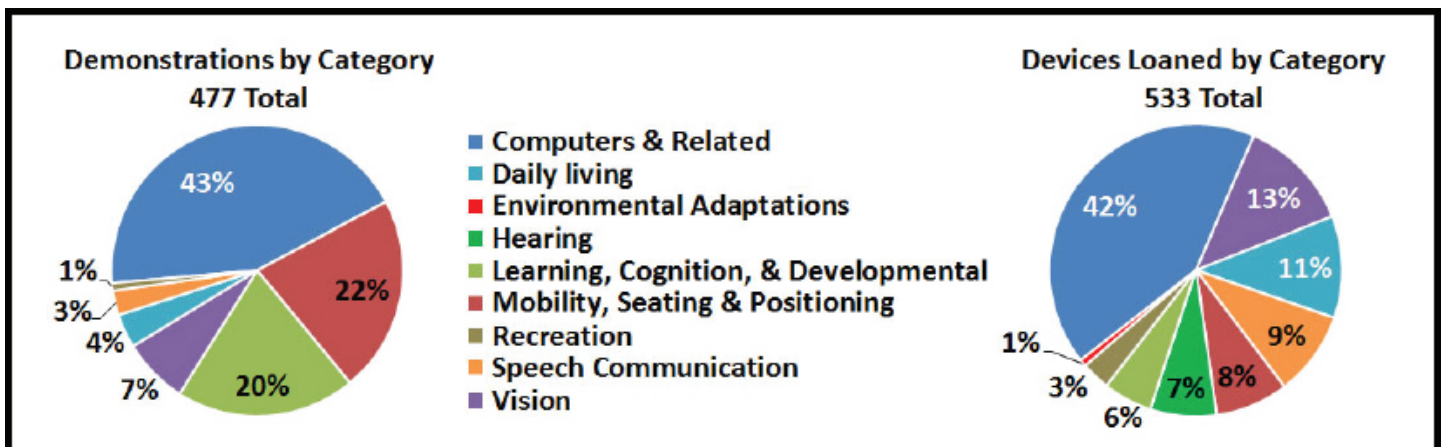 Demonstrations by Category
477 Total
43%
22%
20%
7%
4%
3%
1%
Computers & Related
Daily living
Environmental Adaptations
Hearing
Learning, Cognition, & Developmental
Mobility, Seating & Positioning
Recreation
Speech Communication
Vision
Devices Loaned by Category
533 Total
42%
13%
11%
9%
8%
7%
6%
3%
1%